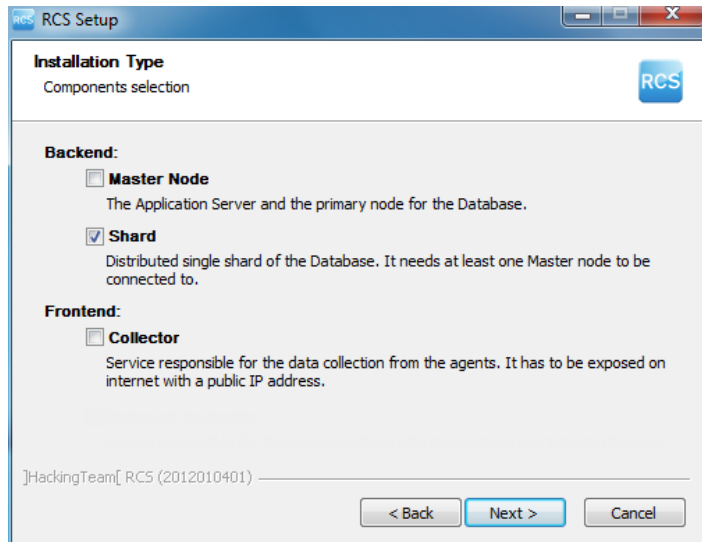 RCS RCS Setup
Installation Type
Components selection
RCS
Backend:
Master Node
The Application Server and the primary node for the Database.
Shard
Distributed single shard of the Database. It needs at least one Master node to be
connected to.
Frontend:
Collector
Service responsible for the data collection from the agents. It has to be exposed on
internet with a public IP address.
]HackingTeam[ RCS (2012010401)
< Back Next > Cancel